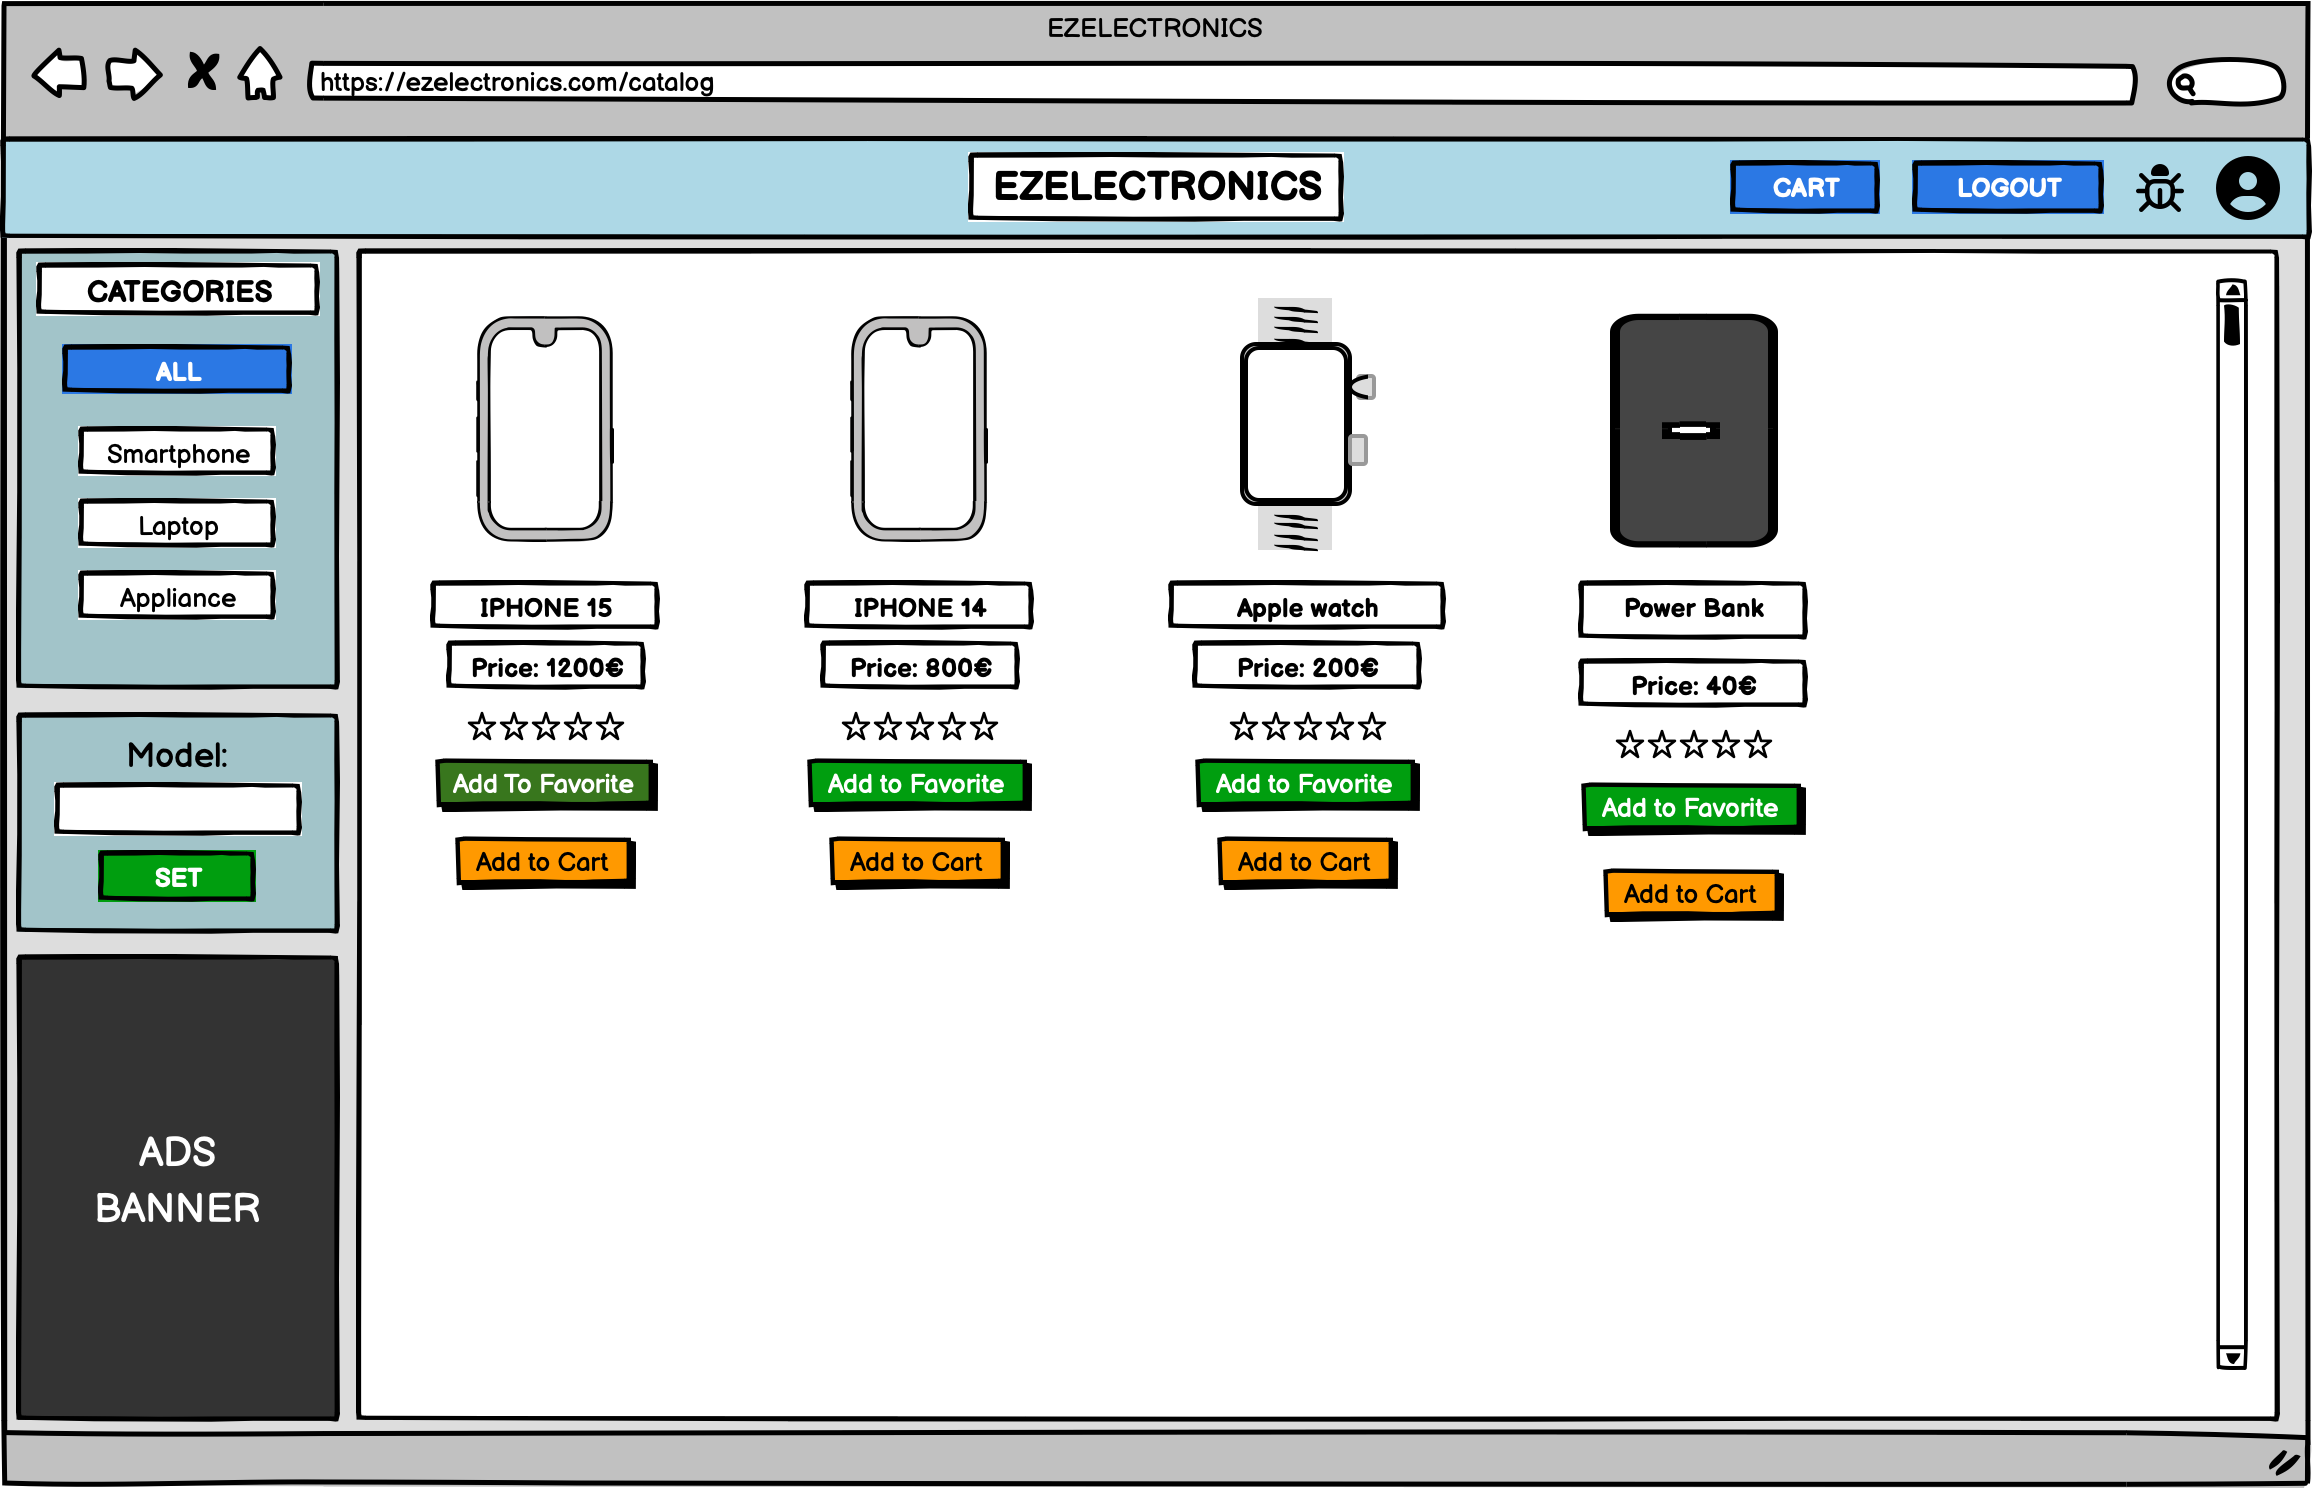 EZELECTRONICS
https://ezelectronics.com/catalog
EZELECTRONICS
CART
LOGOUT
CATEGORIES
ALL
Smartphone
Laptop
Appliance
Model:
SET
ADS
BANNER
IPHONE 15
Price: 1200€
Add To Favorite
Add to Cart
IPHONE 14
Price: 800€
Add to Favorite
Add to Cart
Apple watch
Price: 200€
Add to Favorite
Add to Cart
Power Bank
Price: 40€
Add to Favorite
Add to Cart